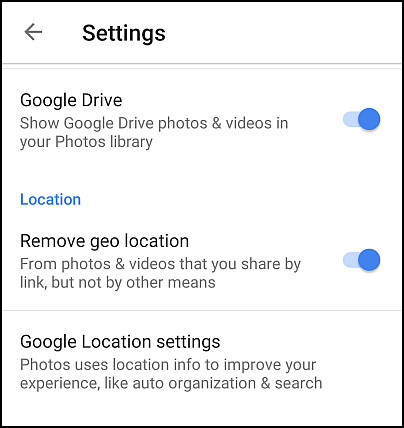 Settings
Google Drive
Show Google Drive photos & videos in
your Photos library
Location
Remove geo location
From photos & videos that you share by
link, but not by other means
Google Location settings
Photos uses location info to improve your
experience, like auto organization & search